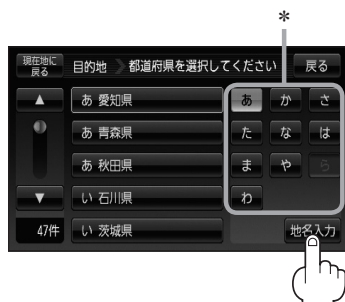 *
現在地に
戻る
目的地 都道府県を選択してください
戻る
あ 愛知県
あ 青森県
あ 秋田県
い 石川県
い 茨城県
47件
あ か さ
た な は
ま や ら
わ
地名入力